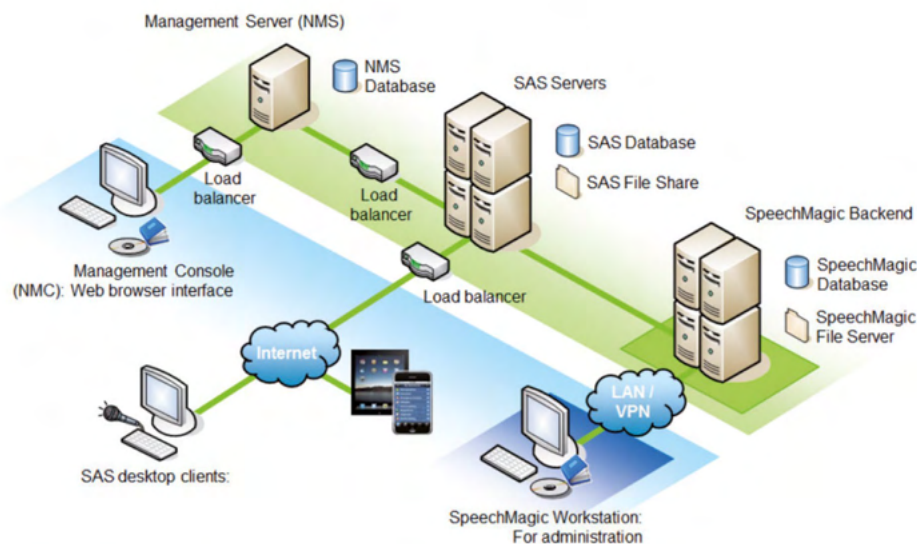 Management Server (NMS)
NMS
Database
SAS Servers
SAS Database
SAS File Share
Load
balancer
Load
balancer
SpeechMagic Backend
SpeechMagic
Database
SpeechMagic
File Server
Management Console
(NMC): Web browser interface
Load balancer
Internet
LAN /
VPN
SAS desktop clients:
SpeechMagic Workstation:
For administration